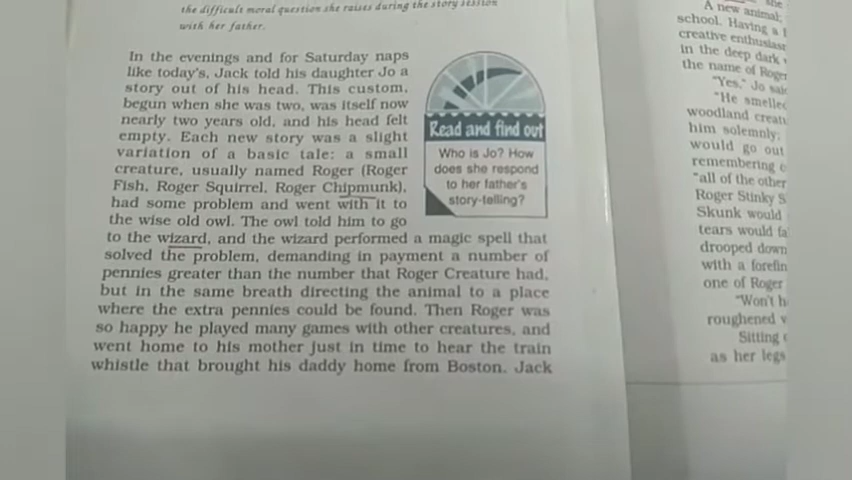 the difficult moral question she raises during the story session
with her father.
In the evenings and for Saturday naps
like today's, Jack told his daughter Jo a
story out of his head. This custom,
begun when she was two, was itself now
nearly two years old, and his head felt
empty. Each new story was a slight
variation of a basic tale: a small
creature, usually named Roger (Roger
Fish, Roger Squirrel, Roger Chipmunk),
had some problem and went with it to
the wise old owl. The owl told him to go
to the wizard, and the wizard performed a magic spell that
solved the problem, demanding in payment a number of
pennies greater than the number that Roger Creature had,
but in the same breath directing the animal to a place
where the extra pennies could be found. Then Roger was
so happy he played many games with other creatures, and
went home to his mother just in time to hear the train
whistle that brought his daddy home from Boston. Jack
Read and find out
Who is Jo? How
does she respond
to her father's
story-telling?
she
A new animal;
school. Having a
creative
in the deep dark
the name of Roger
"Yes," Jo
"He
woodland
him solemnly;
would go out
remembering
"all of the other
Roger Stinky
Skunk would
tears would
drooped down
with a
one of Roger
"Won't
roughened
Sitting
as her legs